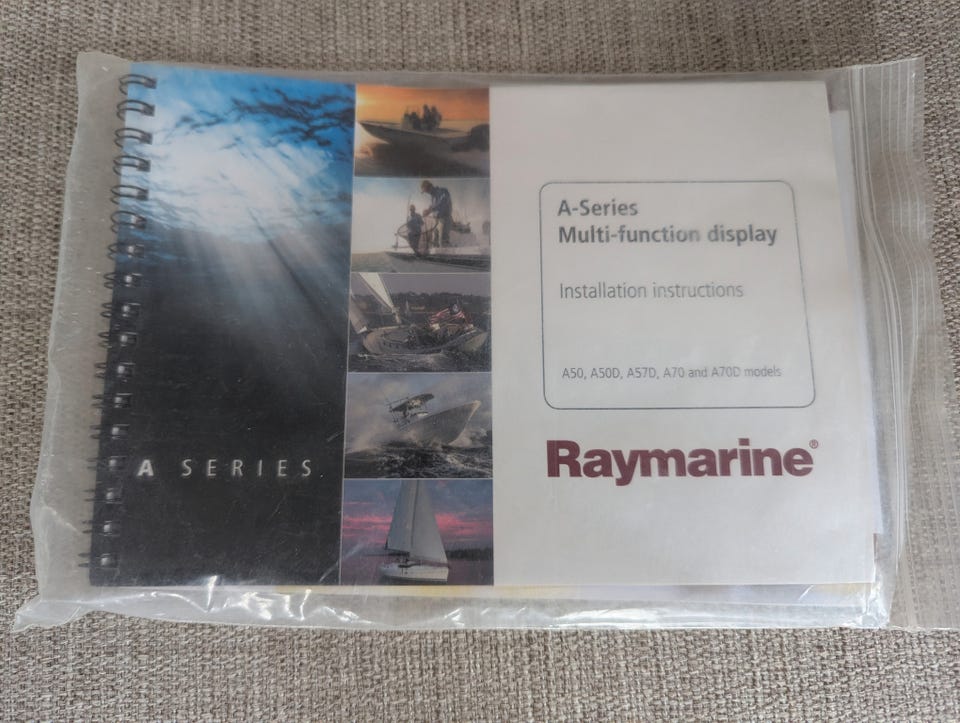 A SERIES
A-Series
Multi-function display
Installation instructions
A50, A50D, A57D, A70 and A70D models
Raymarine®